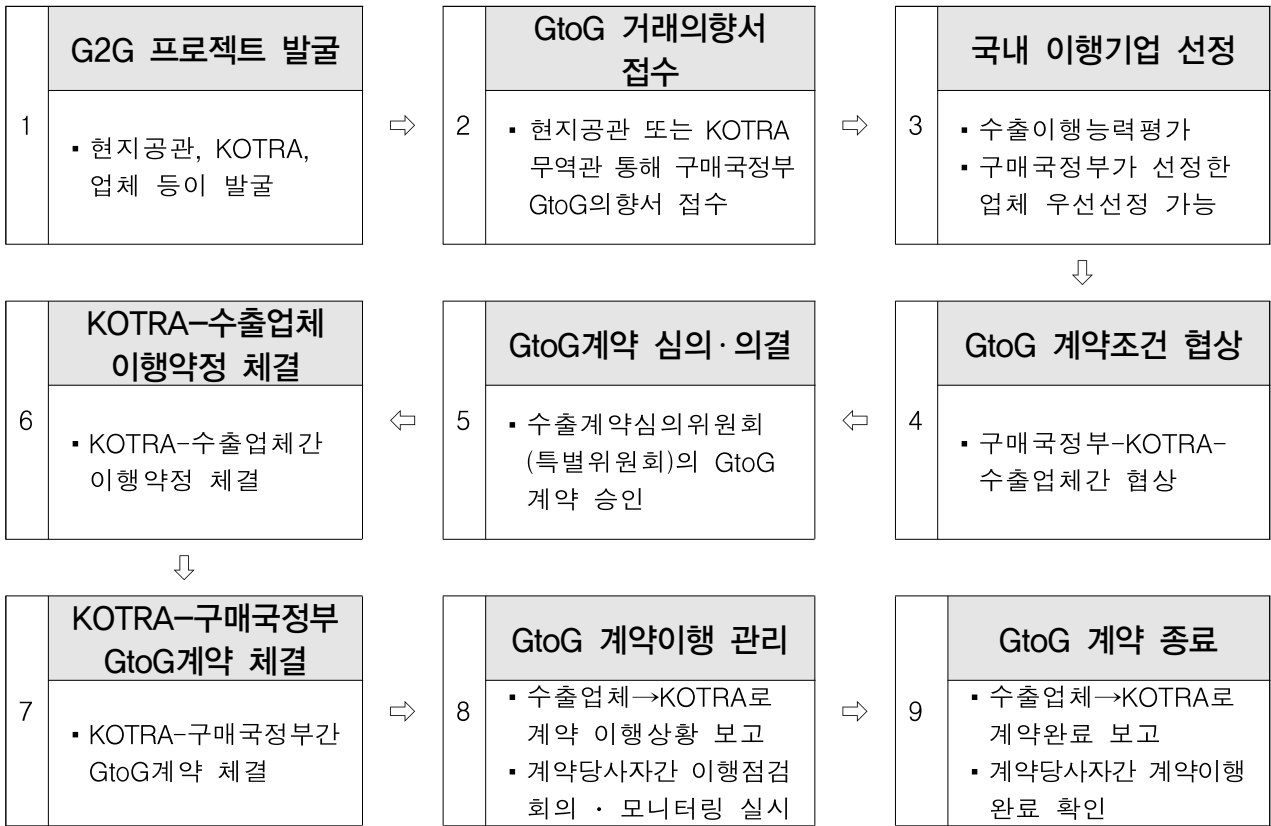 1
G2G 프로젝트 발굴
▪ 현지공관, KOTRA,
업체 등이 발굴
⇨
2
GtoG 거래의향서
접수
▪ 현지공관 또는 KOTRA
무역관 통해 구매국정부
GtoG의향서 접수
⇨
3
국내 이행기업 선정
▪ 수출이행능력평가
▪ 구매국정부가 선정한
업체 우선선정 가능
⇩
6
KOTRA-수출업체
이행약정 체결
▪ KOTRA-수출업체간
이행약정 체결
⇦
5
GtoG계약 심의·의결
▪ 수출계약심의위원회
(특별위원회)의 GtoG
계약 승인
⇦
4
GtoG 계약조건 협상
▪ 구매국정부-KOTRA-
수출업체간 협상
⇩
7
KOTRA-구매국정부
GtoG계약 체결
▪ KOTRA-구매국정부간
GtoG계약 체결
⇨
8
GtoG 계약이행 관리
▪ 수출업체→KOTRA로
계약 이행상황 보고
▪ 계약당사자간 이행점검
회의 · 모니터링 실시
⇨
9
GtoG 계약 종료
▪ 수출업체→KOTRA로
계약완료 보고
▪ 계약당사자간 계약이행
완료 확인